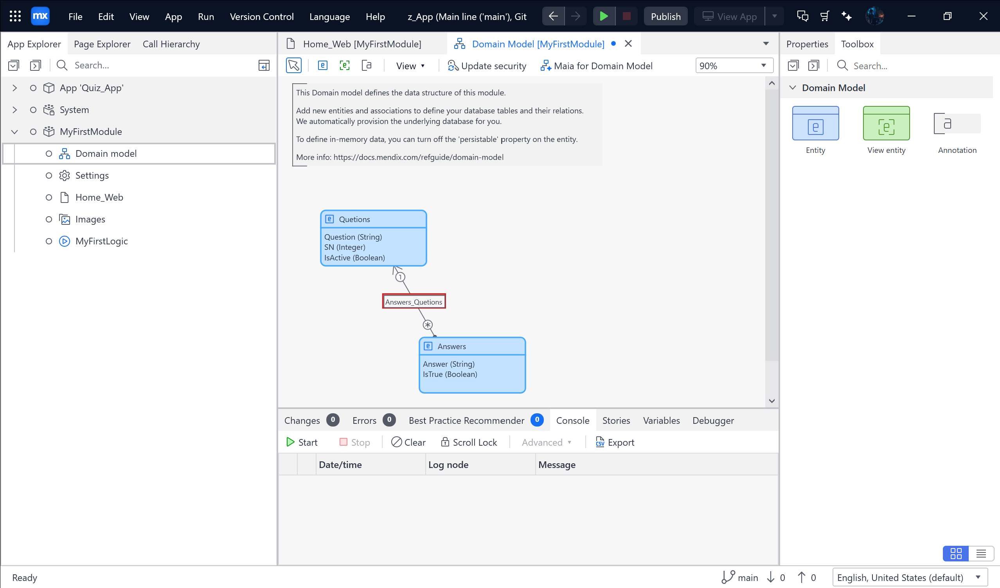 mx File Edit View App Run Version Control Language Help z_App (Main line ('main'), Git Publish View App
App Explorer Page Explorer Call Hierarchy
Search...
App 'Quiz_App'
System
MyFirstModule
Domain model
Settings
Home_Web
Images
MyFirstLogic
Home_Web [MyFirstModule] Domain Model [MyFirstModule]
View Update security Maia for Domain Model 90%
This Domain model defines the data structure of this module.
Add new entities and associations to define your database tables and their relations.
We automatically provision the underlying database for you.
To define in-memory data, you can turn off the 'persistable' property on the entity.
More info: https://docs.mendix.com/refguide/domain-model
Quetions
Question (String)
SN (Integer)
IsActive (Boolean)
1
Answers_Quetions
*
Answers
Answer (String)
IsTrue (Boolean)
Properties Toolbox
Search...
Domain Model
Entity View entity Annotation
Changes 0 Errors 0 Best Practice Recommender 0 Console Stories Variables Debugger
Start Stop Clear Scroll Lock Advanced CSV Export
Date/time Log node Message
Ready main 0 0 English, United States (default)